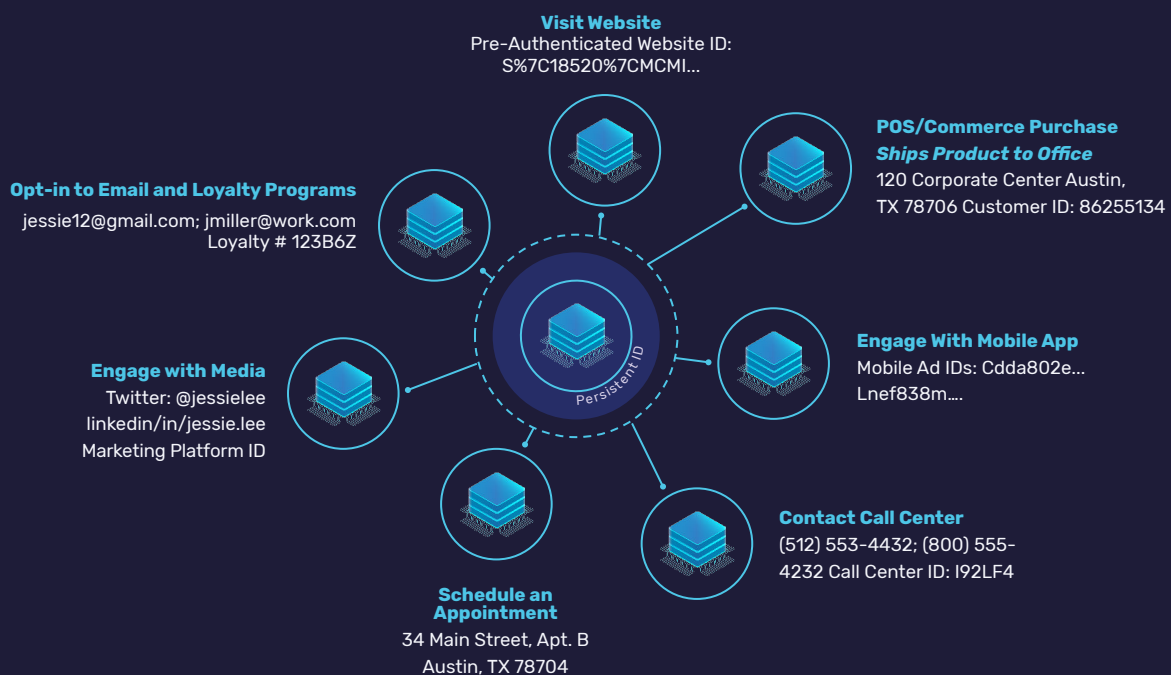 Visit Website
Pre-Authenticated Website ID:
S%7C18520%7CMCMI...
POS/Commerce Purchase
Ships Product to Office
120 Corporate Center Austin,
TX 78706 Customer ID: 86255134
Opt-in to Email and Loyalty Programs
jessie12@gmail.com; jmiller@work.com
Loyalty # 123B6Z
Persistent ID
Engage With Mobile App
Mobile Ad IDs: Cdda802e...
Lnef838m....
Engage with Media
Twitter: @jessielee
linkedin/in/jessie.lee
Marketing Platform ID
Contact Call Center
(512) 553-4432; (800) 555-
4232 Call Center ID: I92LF4
Schedule an
Appointment
34 Main Street, Apt. B
Austin, TX 78704